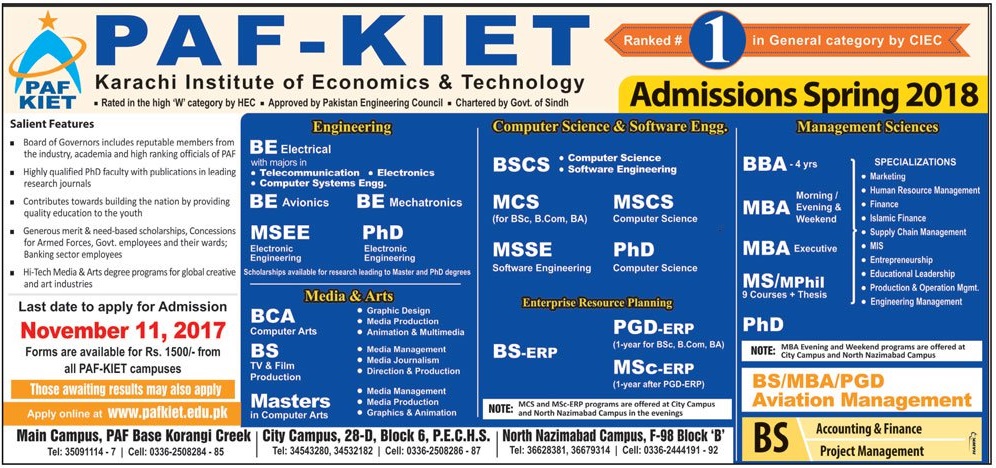 PAF
KIET
PAF-KIET
Karachi Institute of Economics & Technology
▪ Rated in the high 'W' category by HEC ▪ Approved by Pakistan Engineering Council ▪ Chartered by Govt. of Sindh
Ranked # 1 in General category by CIEC
Admissions Spring 2018
Salient Features
▪ Board of Governors includes reputable members from
the industry, academia and high ranking officials of PAF
▪ Highly qualified PhD faculty with publications in leading
research journals
▪ Contributes towards building the nation by providing
quality education to the youth
▪ Generous merit & need-based scholarships, Concessions
for Armed Forces, Govt. employees and their wards;
Banking sector employees
▪ Hi-Tech Media & Arts degree programs for global creative
and art industries
Last date to apply for Admission
November 11, 2017
Forms are available for Rs. 1500/- from
all PAF-KIET campuses
Those awaiting results may also apply
Apply online at www.pafkiet.edu.pk
Engineering
BE Electrical
with majors in
• Telecommunication • Electronics
• Computer Systems Engg.
BE Avionics BE Mechatronics
MSEE
Electronic
Engineering
PhD
Electronic
Engineering
Scholarships available for research leading to Master and PhD degrees
Media & Arts
BCA
Computer Arts
• Graphic Design
• Media Production
• Animation & Multimedia
BS
TV & Film
Production
• Media Management
• Media Journalism
• Direction & Production
Masters
in Computer Arts
• Media Management
• Media Production
• Graphics & Animation
Computer Science & Software Engg.
BSCS
• Computer Science
• Software Engineering
MCS
(for BSc, B.Com, BA)
MSCS
Computer Science
MSSE
Software Engineering
PhD
Computer Science
Enterprise Resource Planning
BS-ERP
PGD-ERP
(1-year for BSc, B.Com, BA)
MSc-ERP
(1-year after PGD-ERP)
NOTE: MCS and MSc-ERP programs are offered at City Campus
and North Nazimabad Campus in the evenings
Management Sciences
BBA - 4 yrs
MBA Morning /
Evening &
Weekend
MBA Executive
MS/MPhil
9 Courses + Thesis
PhD
SPECIALIZATIONS
• Marketing
• Human Resource Management
• Finance
• Islamic Finance
• Supply Chain Management
• MIS
• Entrepreneurship
• Educational Leadership
• Production & Operation Mgmt.
• Engineering Management
NOTE: MBA Evening and Weekend programs are offered at
City Campus and North Nazimabad Campus
BS/MBA/PGD
Aviation Management
BS
Accounting & Finance
Project Management
Main Campus, PAF Base Korangi Creek
Tel: 35091114 - 7 | Cell: 0336-2508284 - 85
City Campus, 28-D, Block 6, P.E.C.H.S.
Tel: 34543280, 34532182 | Cell: 0336-2508286 - 87
North Nazimabad Campus, F-98 Block 'B'
Tel: 36628381, 36679314 | Cell: 0336-2444191 - 92